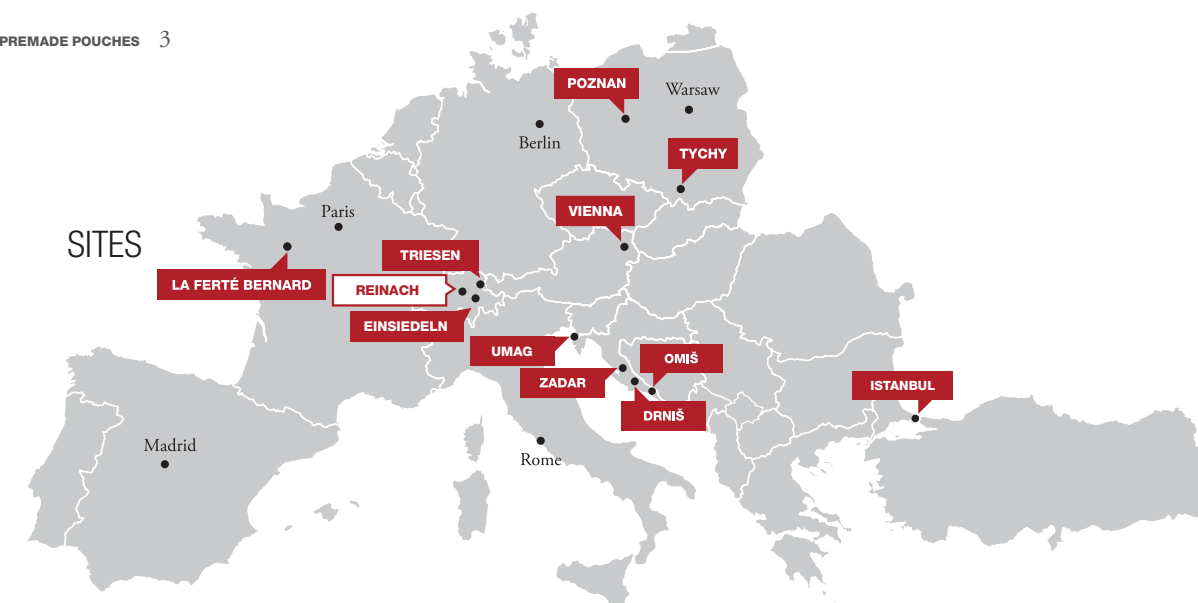 PREMADE POUCHES 3
POZNAN
Warsaw
Berlin
TYCHY
Paris
VIENNA
SITES
TRIESEN
LA FERTÉ BERNARD
REINACH
EINSIEDELN
UMAG
OMIŠ
ZADAR
ISTANBUL
DRNIŠ
Madrid
Rome